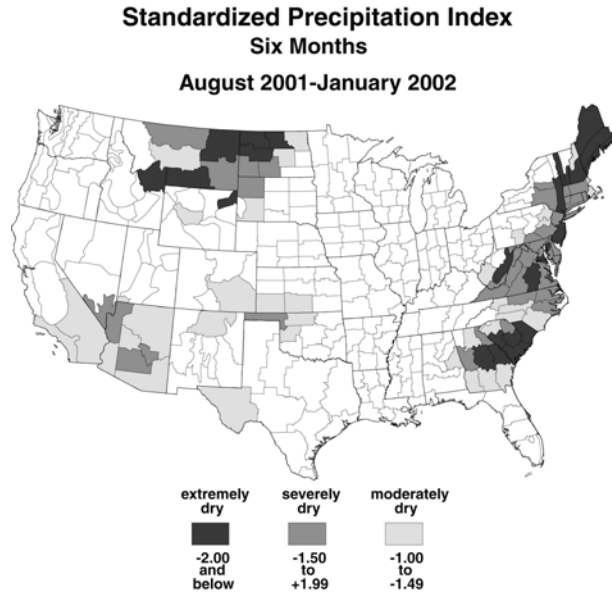 Standardized Precipitation Index
Six Months
August 2001-January 2002
extremely severely moderately
dry dry dry
-2.00 -1.50 -1.00
and to to
below +1.99 -1.49